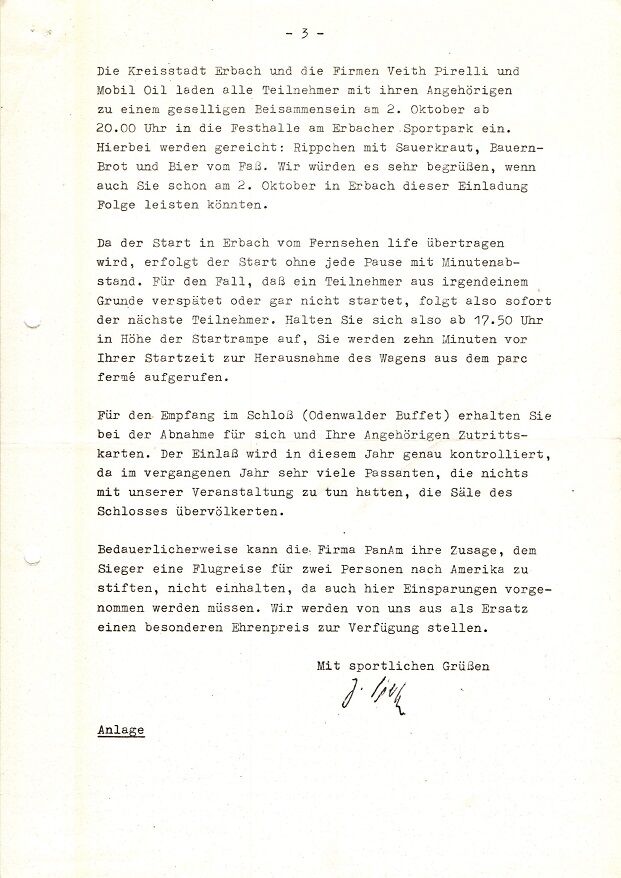 - 3 -
Die Kreisstadt Erbach und die Firmen Veith Pirelli und
Mobil Oil laden alle Teilnehmer mit ihren Angehörigen
zu einem geselligen Beisammensein am 2. Oktober ab
20.00 Uhr in die Festhalle am Erbacher Sportpark ein.
Hierbei werden gereicht: Rippchen mit Sauerkraut, Bauern-
Brot und Bier vom Faß. Wir würden es sehr begrüßen, wenn
auch Sie schon am 2. Oktober in Erbach dieser Einladung
Folge leisten könnten.
Da der Start in Erbach vom Fernsehen life übertragen
wird, erfolgt der Start ohne jede Pause mit Minutenab-
stand. Für den Fall, daß ein Teilnehmer aus irgendeinem
Grunde verspätet oder gar nicht startet, folgt also sofort
der nächste Teilnehmer. Halten Sie sich also ab 17.50 Uhr
in Höhe der Startrampe auf, Sie werden zehn Minuten vor
Ihrer Startzeit zur Herausnahme des Wagens aus dem parc
fermé aufgerufen.
Für den Empfang im Schloß (Odenwalder Buffet) erhalten Sie
bei der Abnahme für sich und Ihre Angehörigen Zutritts-
karten. Der Einlaß wird in diesem Jahr genau kontrolliert,
da im vergangenen Jahr sehr viele Passanten, die nichts
mit unserer Veranstaltung zu tun hatten, die Säle des
Schlosses übervölkerten.
Bedauerlicherweise kann die Firma PanAm ihre Zusage, dem
Sieger eine Flugreise für zwei Personen nach Amerika zu
stiften, nicht einhalten, da auch hier Einsparungen vorge-
nommen werden müssen. Wir werden von uns aus als Ersatz
einen besonderen Ehrenpreis zur Verfügung stellen.
Mit sportlichen Grüßen
Anlage